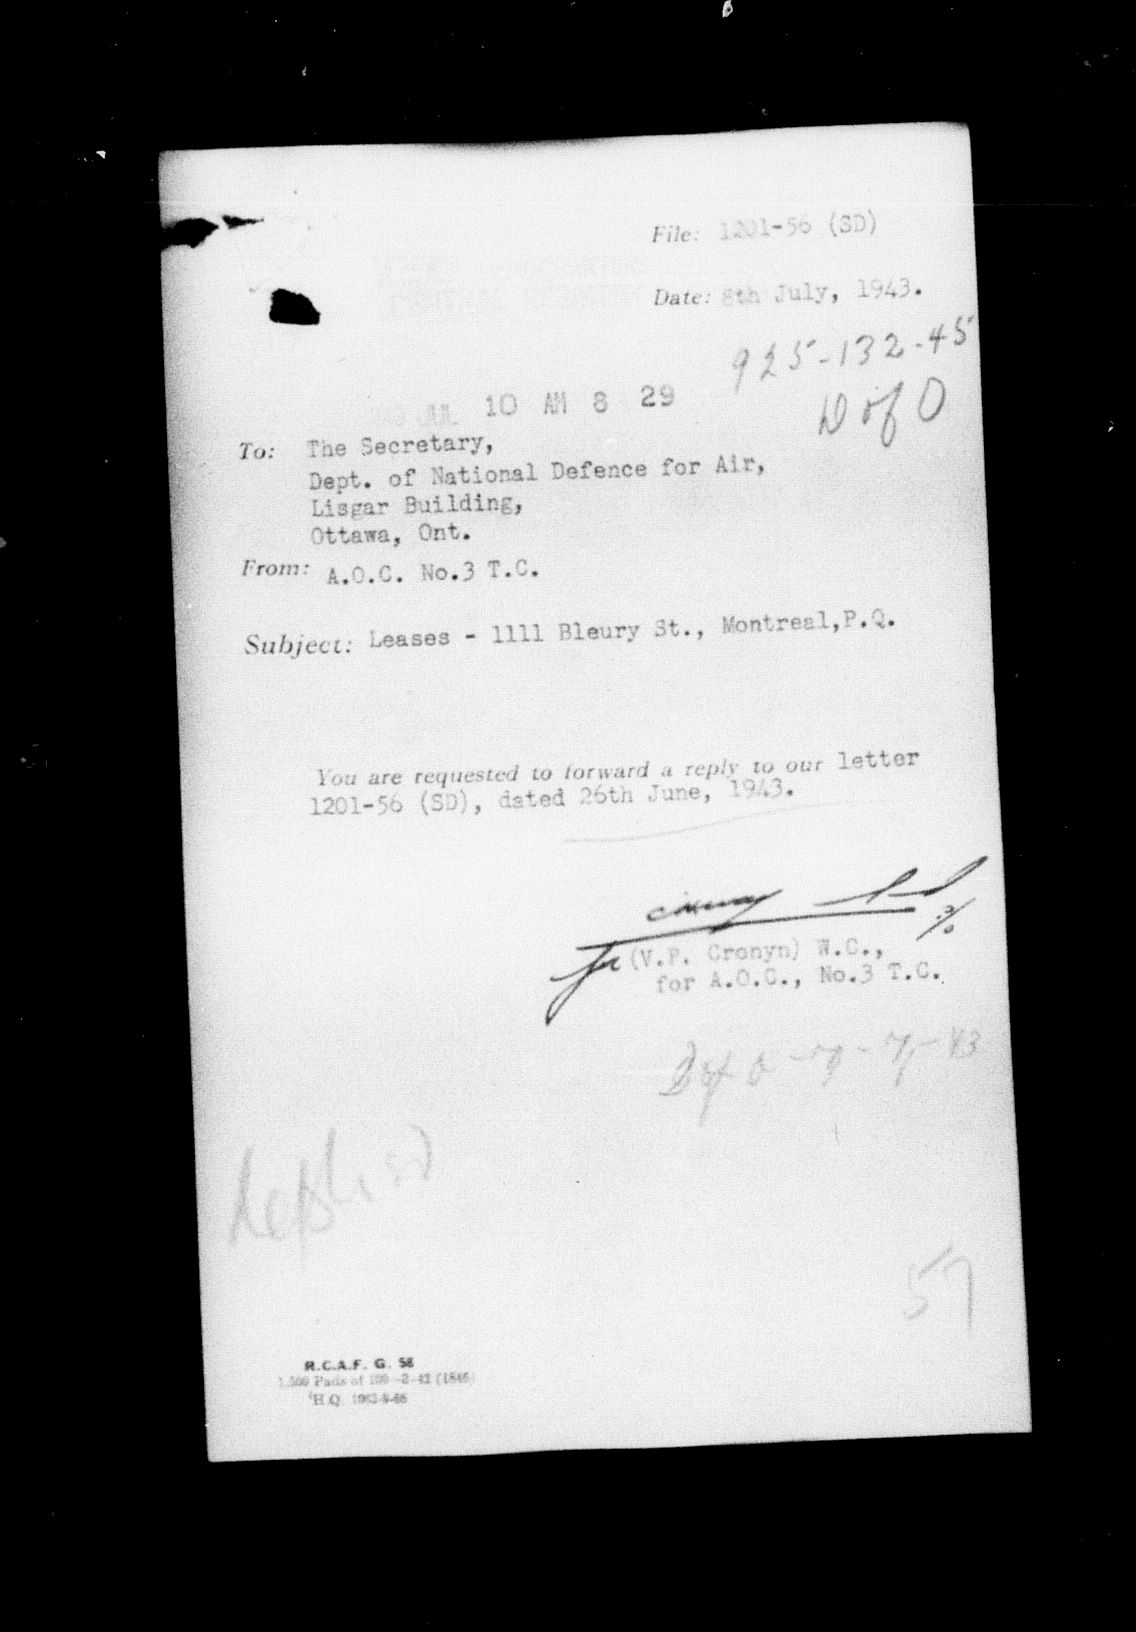 File: 1201-56 (SD)
Date: 8th July, 1943.
925-132-45
D of O
JUL 10 AM 8 29
To: The Secretary,
Dept. of National Defence for Air,
Lisgar Building,
Ottawa, Ont.
From: A.O.C. No.3 T.C.
Subject: Leases - 1111 Bleury St., Montreal,P.Q.
You are requested to forward a reply to our letter
1201-56 (SD), dated 26th June, 1943.
for (V.P. Cronyn) W.C.,
for A.O.C., No.3 T.C.
57
R.C.A.F. G. 58